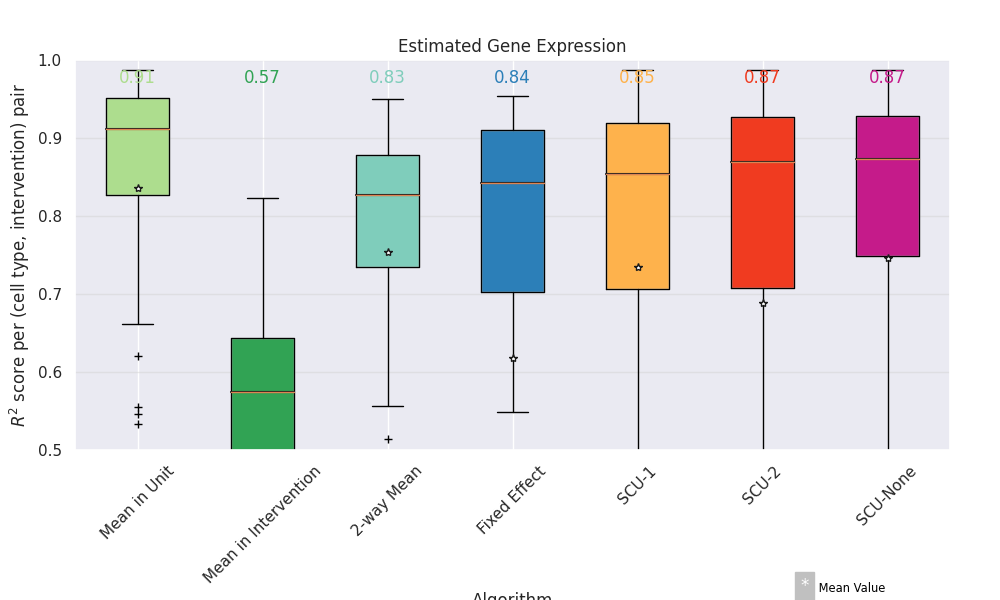 Estimated Gene Expression
R² score per (cell type, intervention) pair
1.0
0.9
0.8
0.7
0.6
0.5
0.91 0.57 0.83 0.84 0.85 0.87 0.87
Mean in Unit
Mean in Intervention
2-way Mean
Fixed Effect
SCU-1
SCU-2
SCU-None
Algorithm
* Mean Value